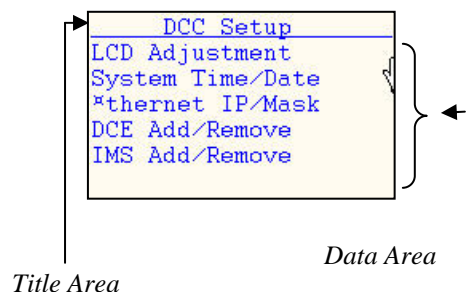 DCC Setup
LCD Adjustment
System Time/Date
¤thernet IP/Mask
DCE Add/Remove
IMS Add/Remove
Data Area
Title Area